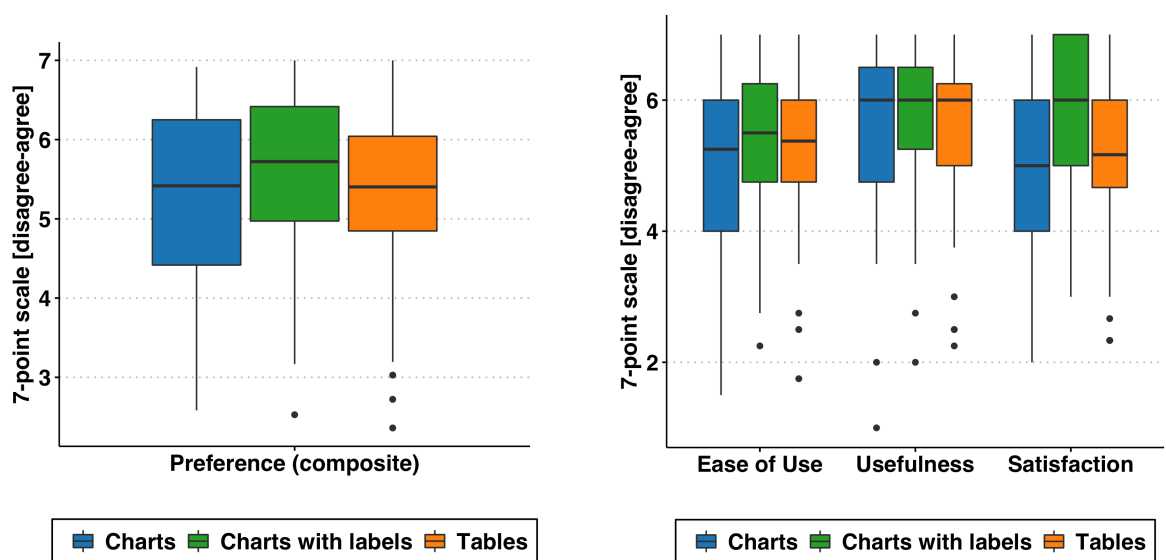 7-point scale [disagree-agree]
7
6
5
4
3
Preference (composite)
Charts Charts with labels Tables
7-point scale [disagree-agree]
6
4
2
Ease of Use Usefulness Satisfaction
Charts Charts with labels Tables